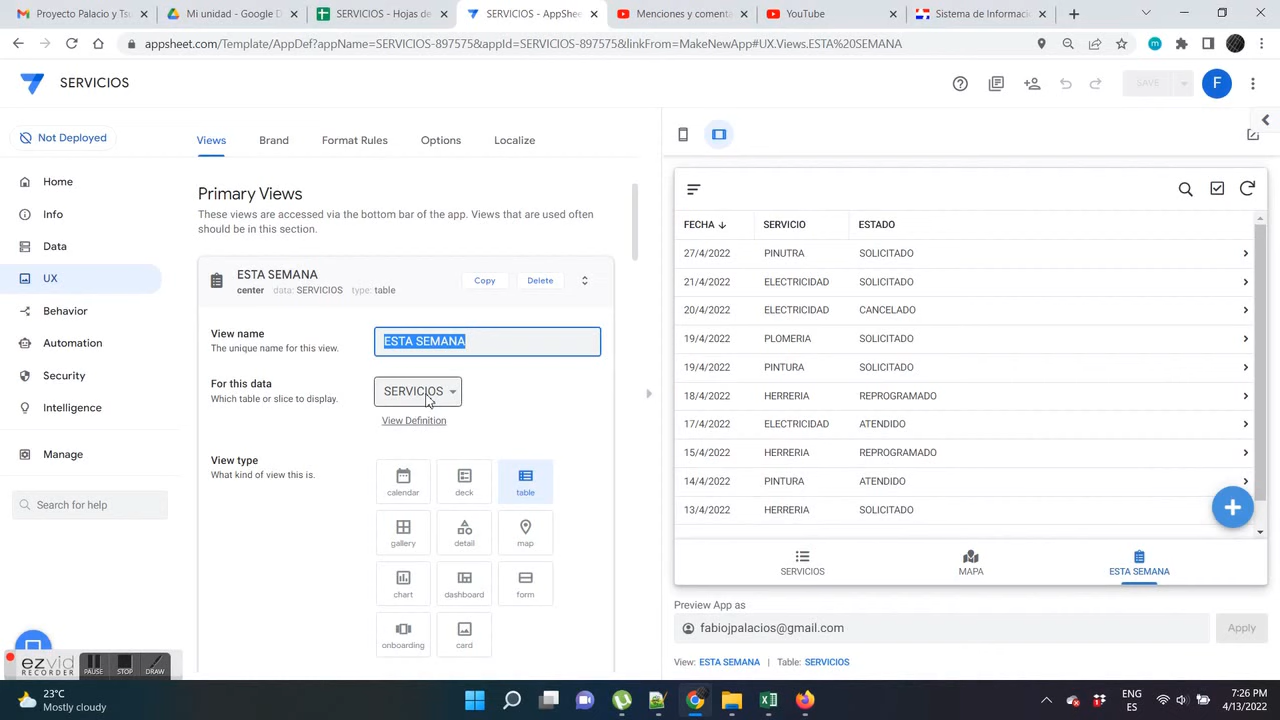 Proyecto Palacio y Tsu
Mi unidad - Google D
SERVICIOS - Hojas de
SERVICIOS - AppShee
Menciones y comenta
YouTube
Sistema de Informaci
appsheet.com/Template/AppDef?appName=SERVICIOS-897575&appId=SERVICIOS-897575&linkFrom=MakeNewApp#UX.Views.ESTA%20SEMANA
SERVICIOS
SAVE
F
Not Deployed
Home
Info
Data
UX
Behavior
Automation
Security
Intelligence
Manage
Search for help
Views
Brand
Format Rules
Options
Localize
Primary Views
These views are accessed via the bottom bar of the app. Views that are used often
should be in this section.
ESTA SEMANA
center data: SERVICIOS type: table
Copy
Delete
View name
The unique name for this view.
ESTA SEMANA
For this data
Which table or slice to display.
SERVICIOS
View Definition
View type
What kind of view this is.
calendar
deck
table
gallery
detail
map
chart
dashboard
form
onboarding
card
FECHA SERVICIO ESTADO
27/4/2022 PINUTRA SOLICITADO
21/4/2022 ELECTRICIDAD SOLICITADO
20/4/2022 ELECTRICIDAD CANCELADO
19/4/2022 PLOMERIA SOLICITADO
19/4/2022 PINTURA SOLICITADO
18/4/2022 HERRERIA REPROGRAMADO
17/4/2022 ELECTRICIDAD ATENDIDO
15/4/2022 HERRERIA REPROGRAMADO
14/4/2022 PINTURA ATENDIDO
13/4/2022 HERRERIA SOLICITADO
SERVICIOS
MAPA
ESTA SEMANA
Preview App as
fabiojpalacios@gmail.com
Apply
View: ESTA SEMANA | Table: SERVICIOS
ezvid
RECORDER
PAUSE
STOP
DRAW
23°C
Mostly cloudy
ENG
ES
7:26 PM
4/13/2022